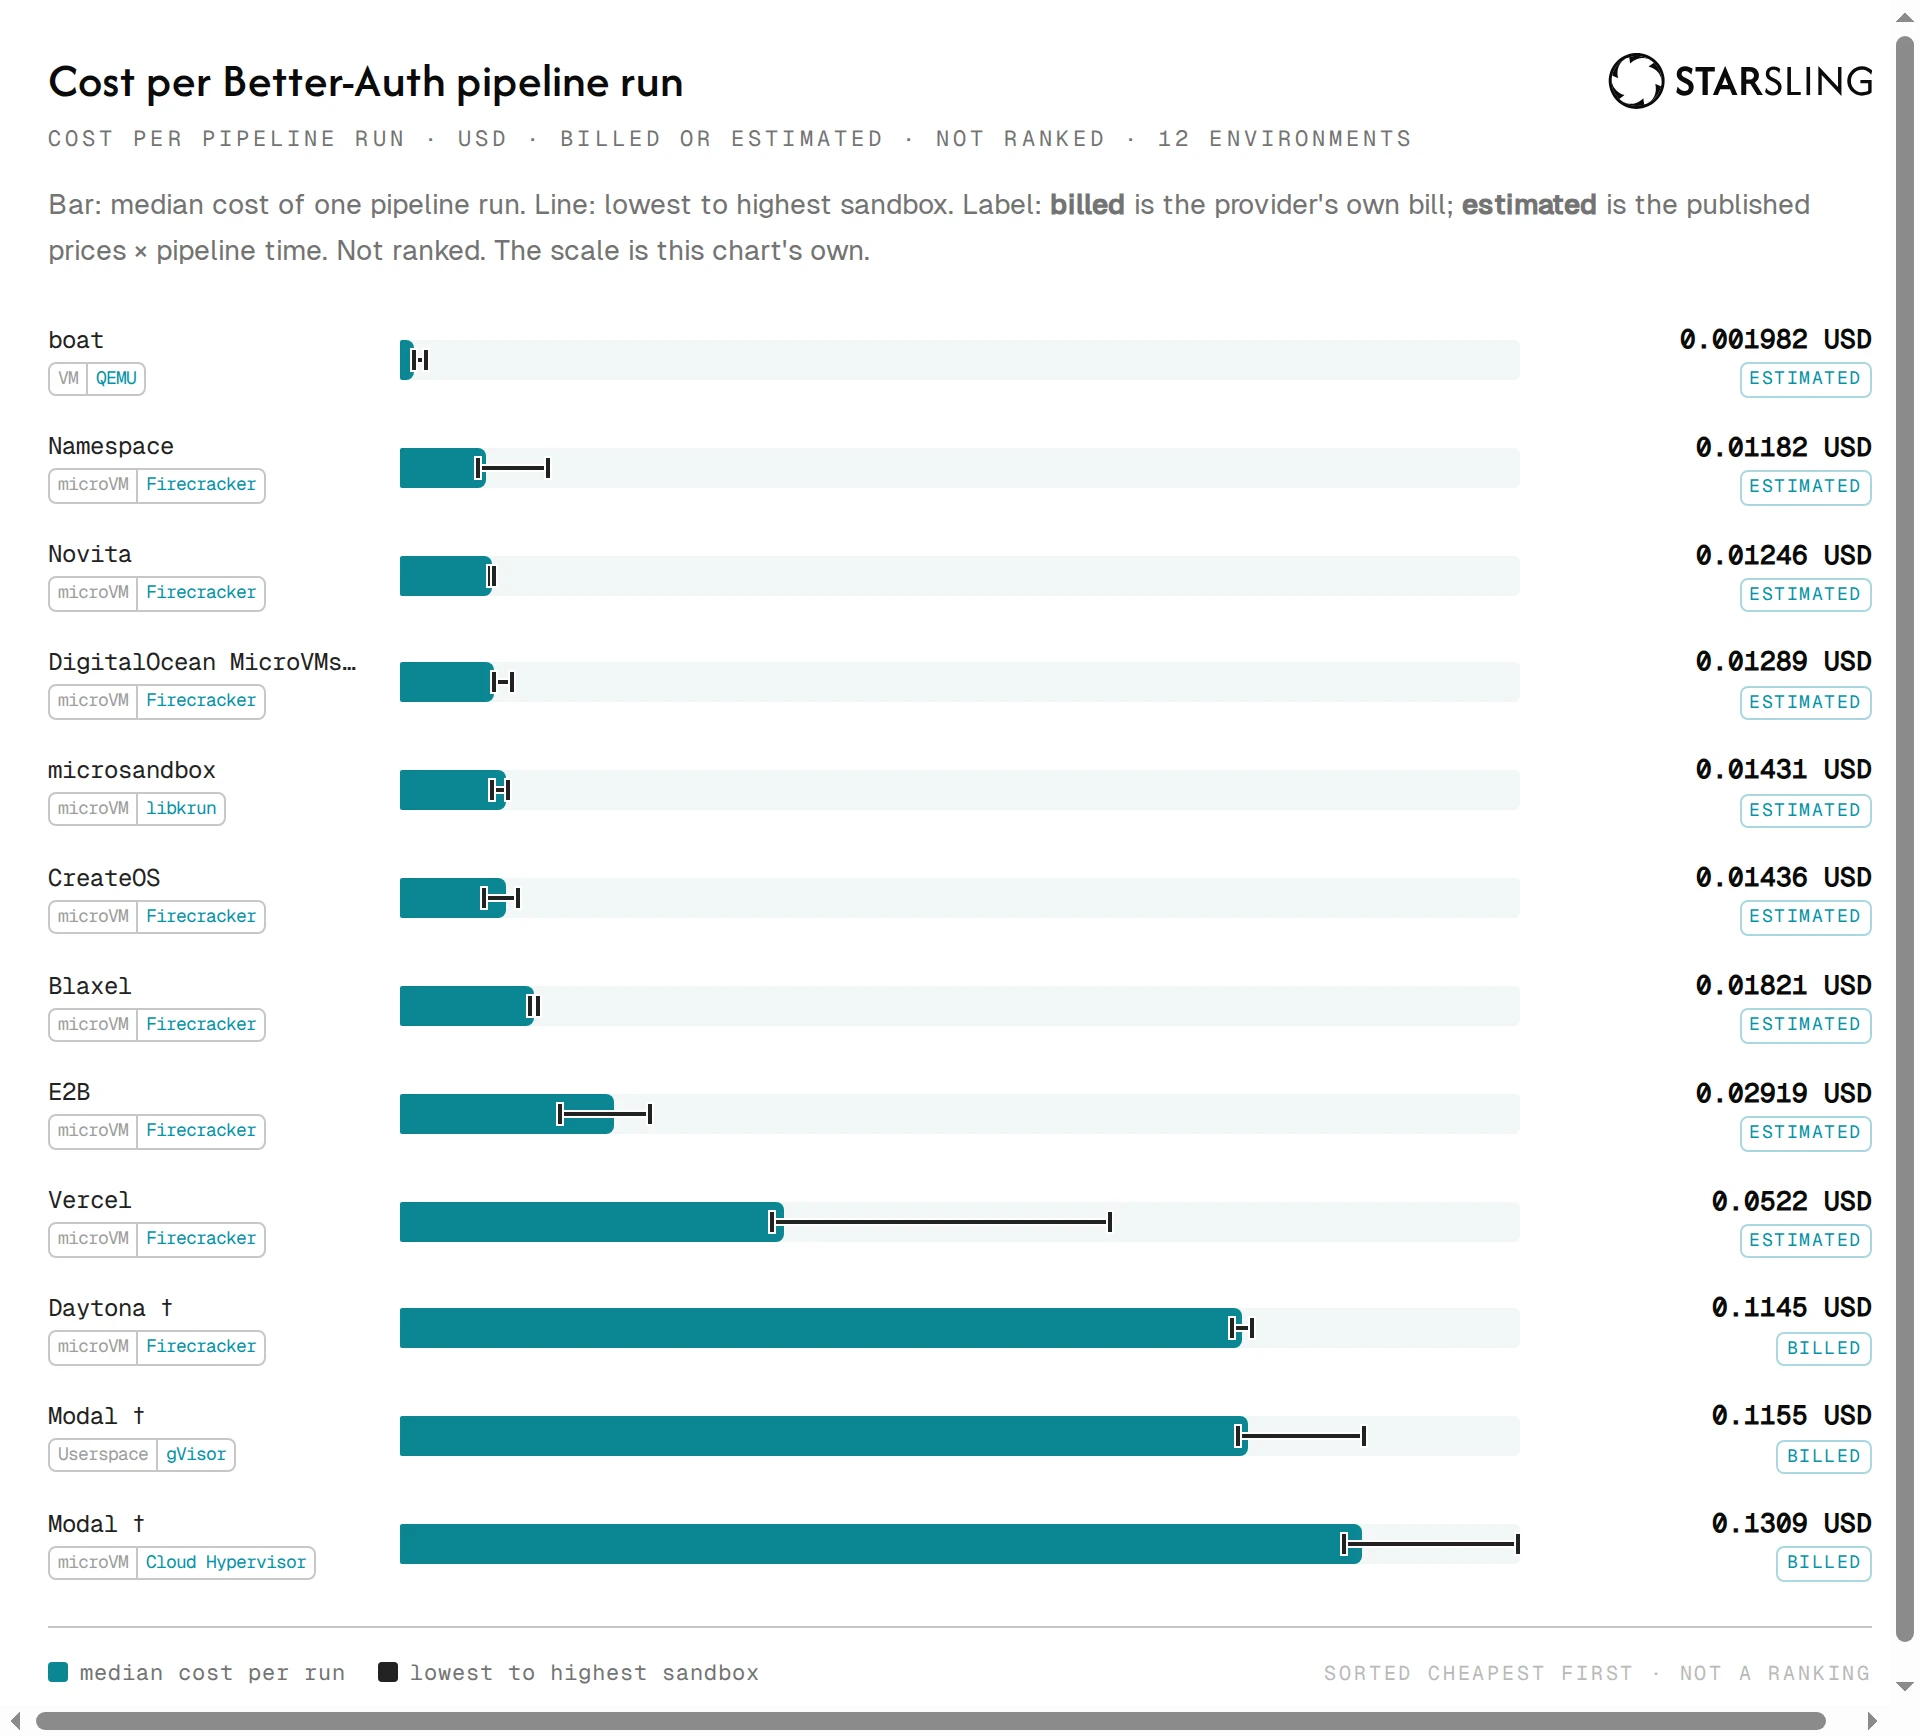 Cost per Better-Auth pipeline run
STARSLING
COST PER PIPELINE RUN · USD · BILLED OR ESTIMATED · NOT RANKED · 12 ENVIRONMENTS
Bar: median cost of one pipeline run. Line: lowest to highest sandbox. Label: billed is the provider's own bill; estimated is the published
prices × pipeline time. Not ranked. The scale is this chart's own.
boat
0.001982 USD
VM QEMU
ESTIMATED
Namespace
0.01182 USD
microVM Firecracker
ESTIMATED
Novita
0.01246 USD
microVM Firecracker
ESTIMATED
DigitalOcean MicroVMs…
0.01289 USD
microVM Firecracker
ESTIMATED
microsandbox
0.01431 USD
microVM libkrun
ESTIMATED
CreateOS
0.01436 USD
microVM Firecracker
ESTIMATED
Blaxel
0.01821 USD
microVM Firecracker
ESTIMATED
E2B
0.02919 USD
microVM Firecracker
ESTIMATED
Vercel
0.0522 USD
microVM Firecracker
ESTIMATED
Daytona †
0.1145 USD
microVM Firecracker
BILLED
Modal †
0.1155 USD
Userspace gVisor
BILLED
Modal †
0.1309 USD
microVM Cloud Hypervisor
BILLED
median cost per run
lowest to highest sandbox
SORTED CHEAPEST FIRST · NOT A RANKING